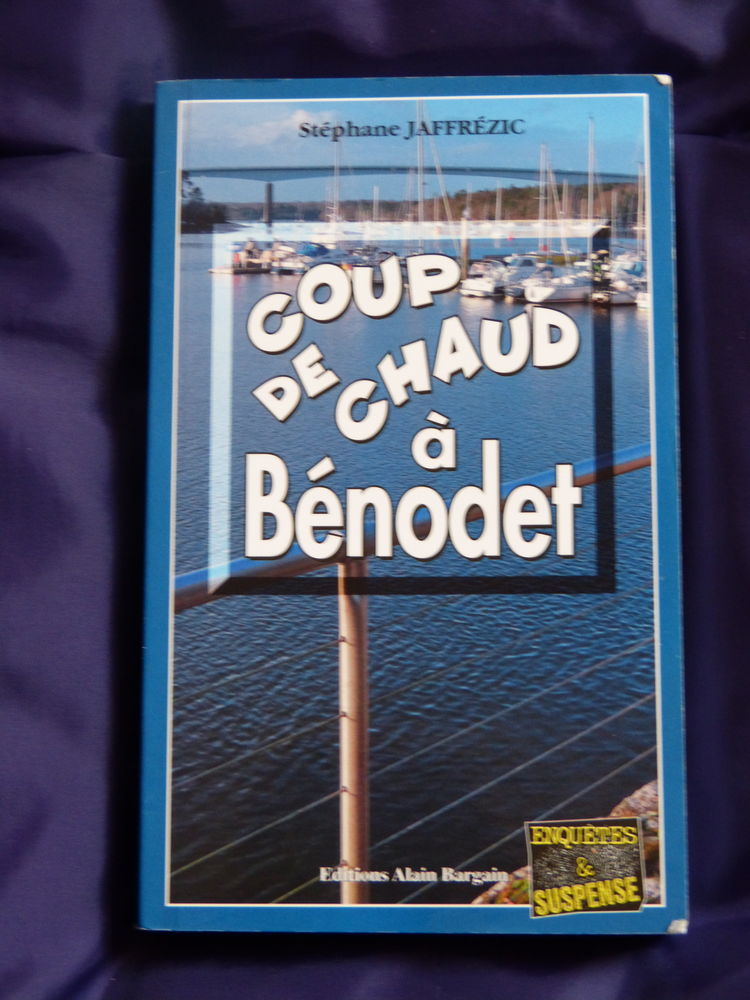 Stéphane JAFFRÉZIC
COUP
DE CHAUD
à
Bénodet
Editions Alain Bargain
ENQUÊTES
&
SUSPENSE